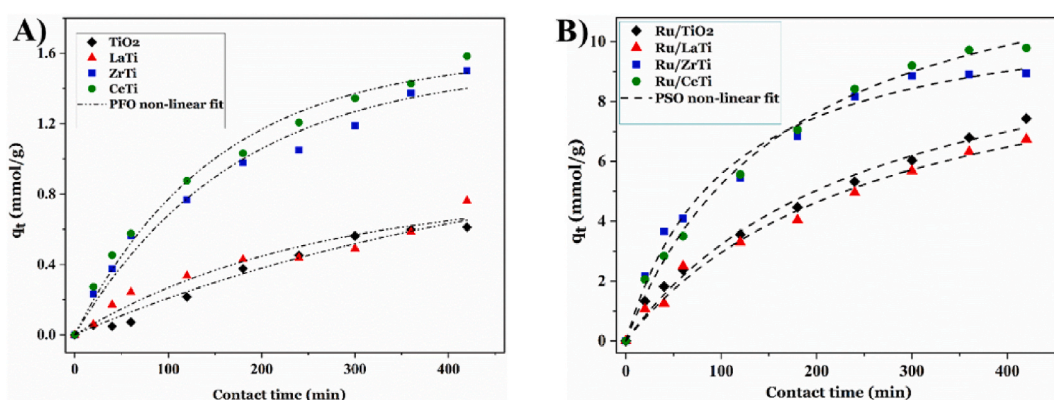 A)
TiO2
LaTi
ZrTi
CeTi
PFO non-linear fit
1.6
1.2
0.8
0.4
0.0
qt (mmol/g)
0
100
200
300
400
Contact time (min)
B)
Ru/TiO2
Ru/LaTi
Ru/ZrTi
Ru/CeTi
PSO non-linear fit
10
8
6
4
2
0
qt (mmol/g)
0
100
200
300
400
Contact time (min)